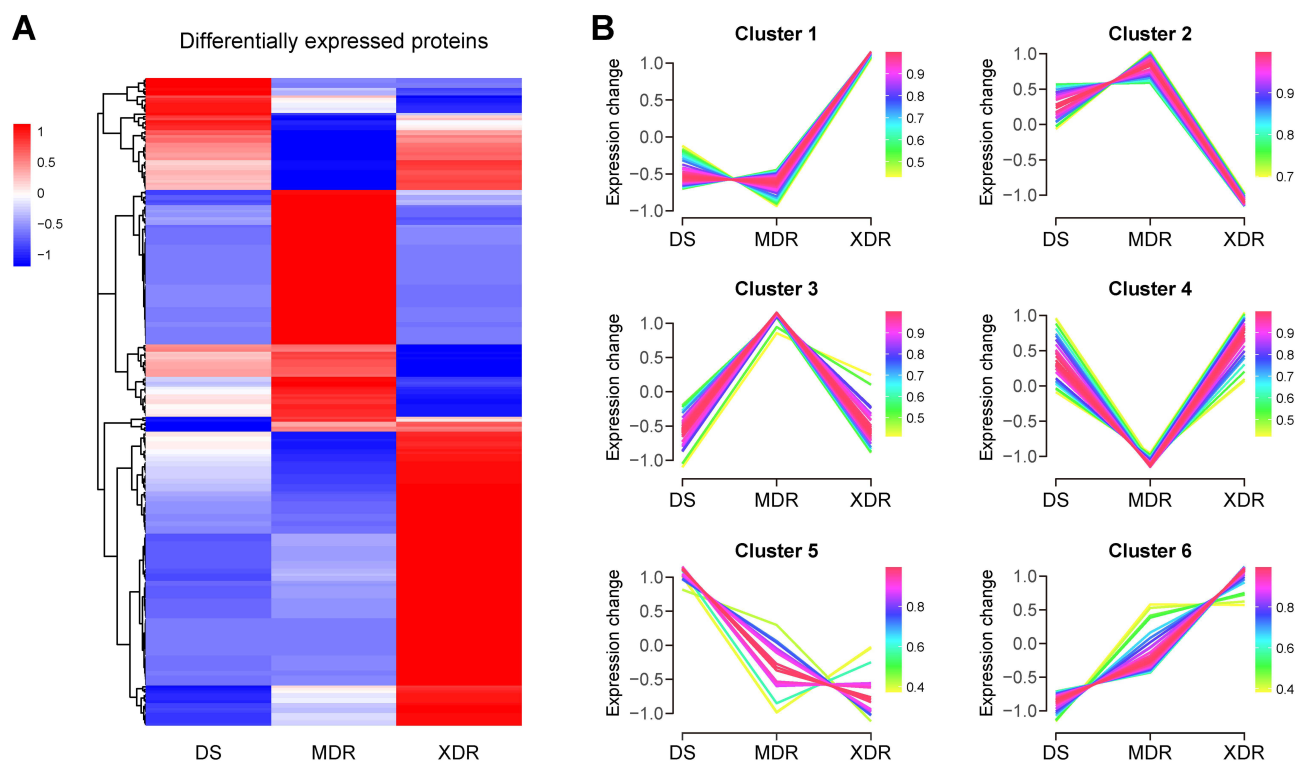 A
Differentially expressed proteins
1
0.5
0
−0.5
−1
DS MDR XDR
B
Cluster 1
Expression change
1.0
0.5
0.0
−0.5
−1.0
DS MDR XDR
0.9
0.8
0.7
0.6
0.5
Cluster 2
Expression change
1.0
0.5
0.0
−0.5
−1.0
DS MDR XDR
0.9
0.8
0.7
Cluster 3
Expression change
1.0
0.5
0.0
−0.5
−1.0
DS MDR XDR
0.9
0.8
0.7
0.6
0.5
Cluster 4
Expression change
1.0
0.5
0.0
−0.5
−1.0
DS MDR XDR
0.9
0.8
0.7
0.6
0.5
Cluster 5
Expression change
1.0
0.5
0.0
−0.5
−1.0
DS MDR XDR
0.8
0.6
0.4
Cluster 6
Expression change
1.0
0.5
0.0
−0.5
−1.0
DS MDR XDR
0.8
0.6
0.4